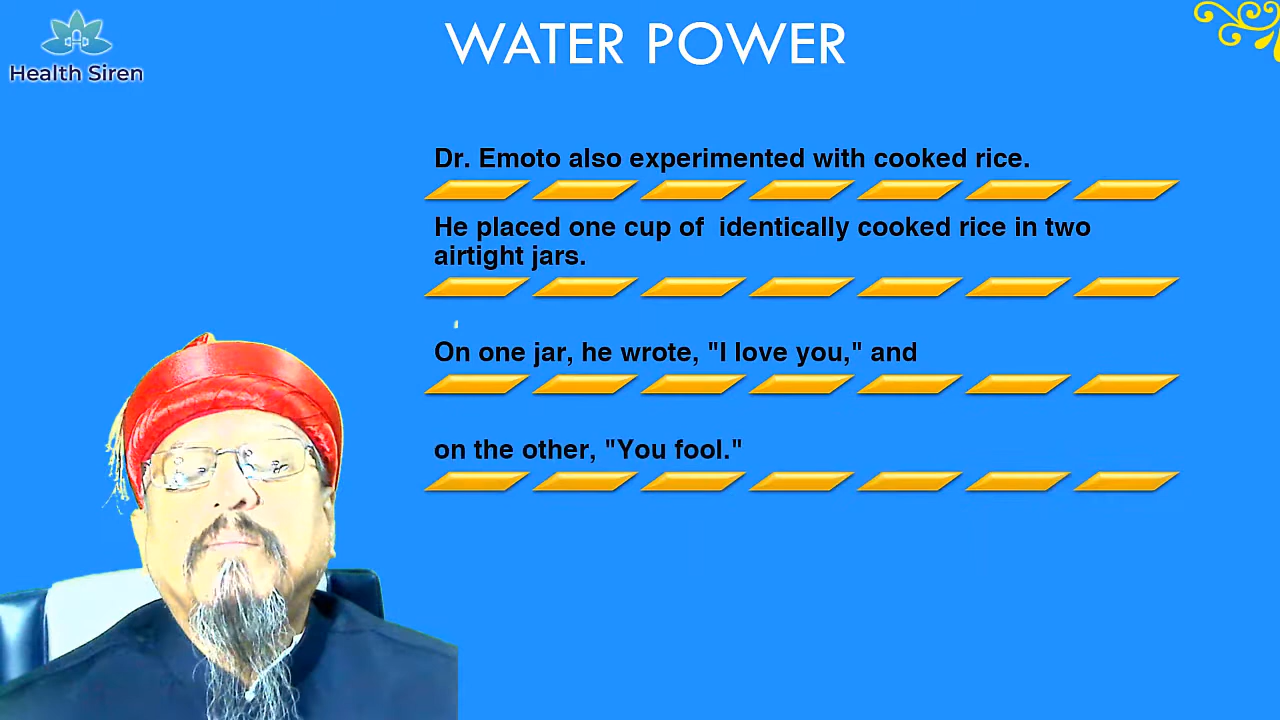 Health Siren
WATER POWER
Dr. Emoto also experimented with cooked rice.
He placed one cup of  identically cooked rice in two
airtight jars.
On one jar, he wrote, "I love you," and
on the other, "You fool."